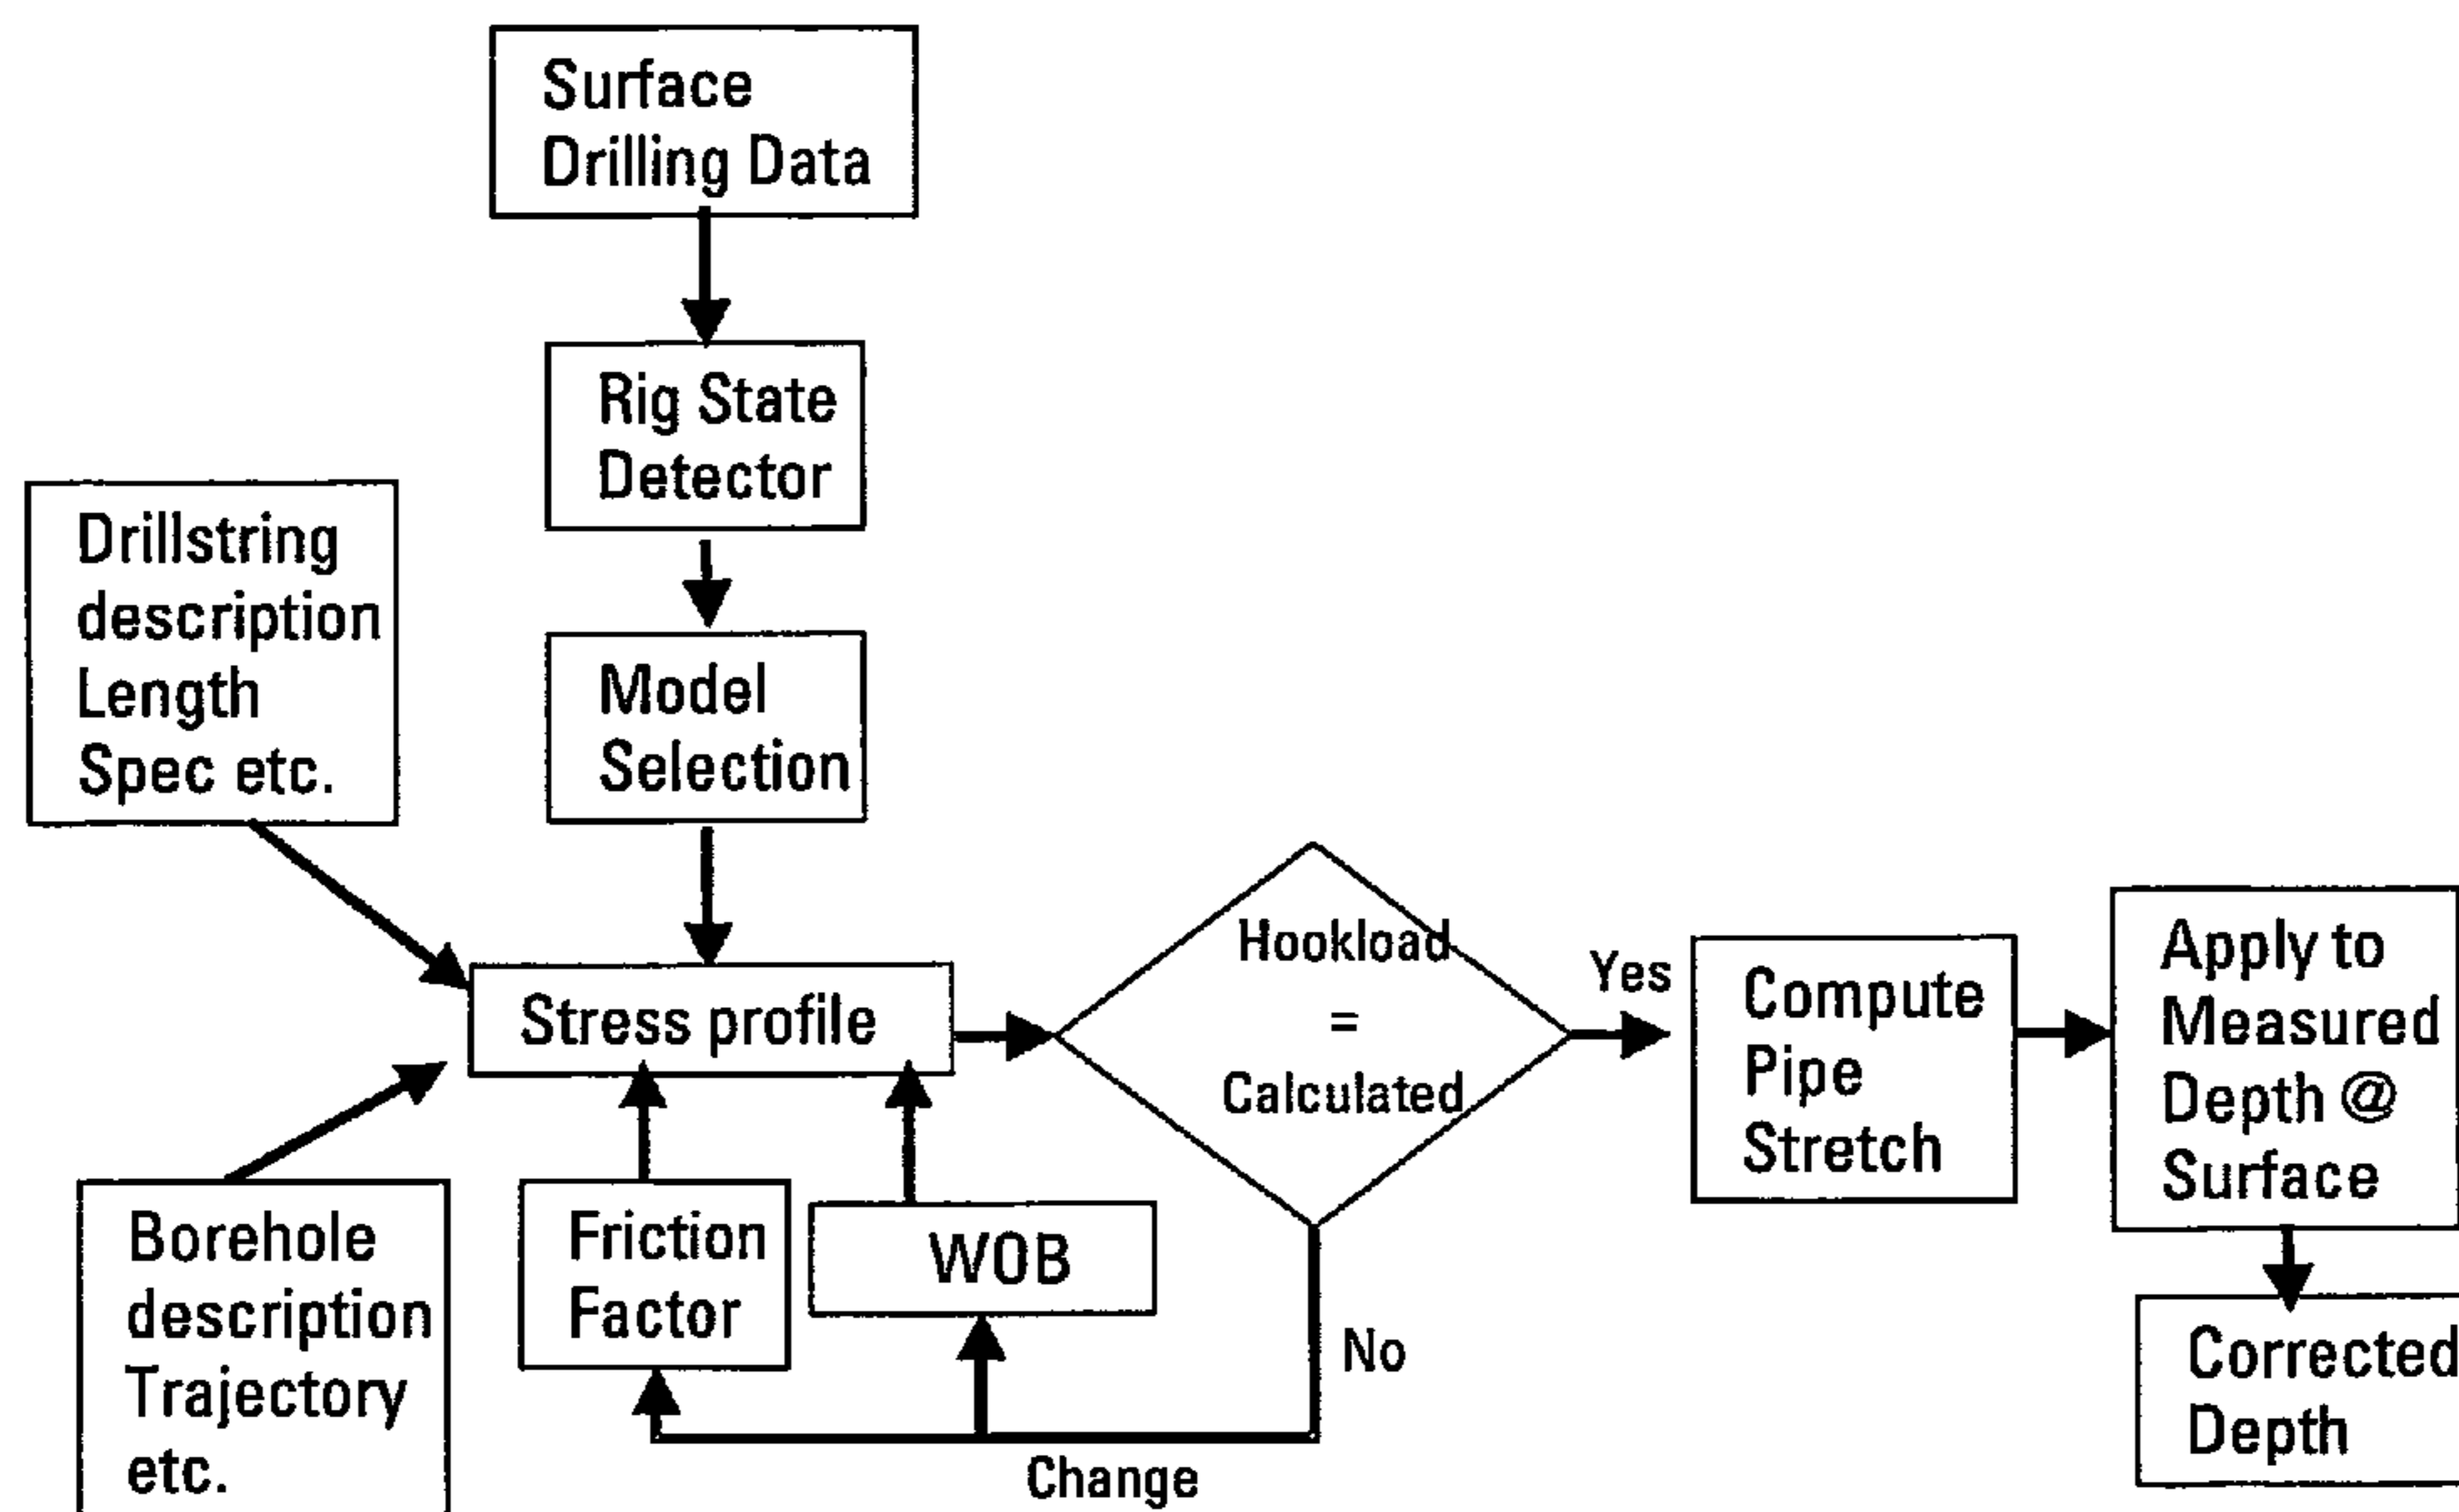 Surface
Drilling Data
Rig State
Detector
Drillstring
description
Length
Spec etc.
Model
Selection
Stress profile
Hookload
=
Calculated
Yes
Compute
Pipe
Stretch
Apply to
Measured
Depth @
Surface
Borehole
description
Trajectory
etc.
Friction
Factor
WOB
No
Change
Corrected
Depth